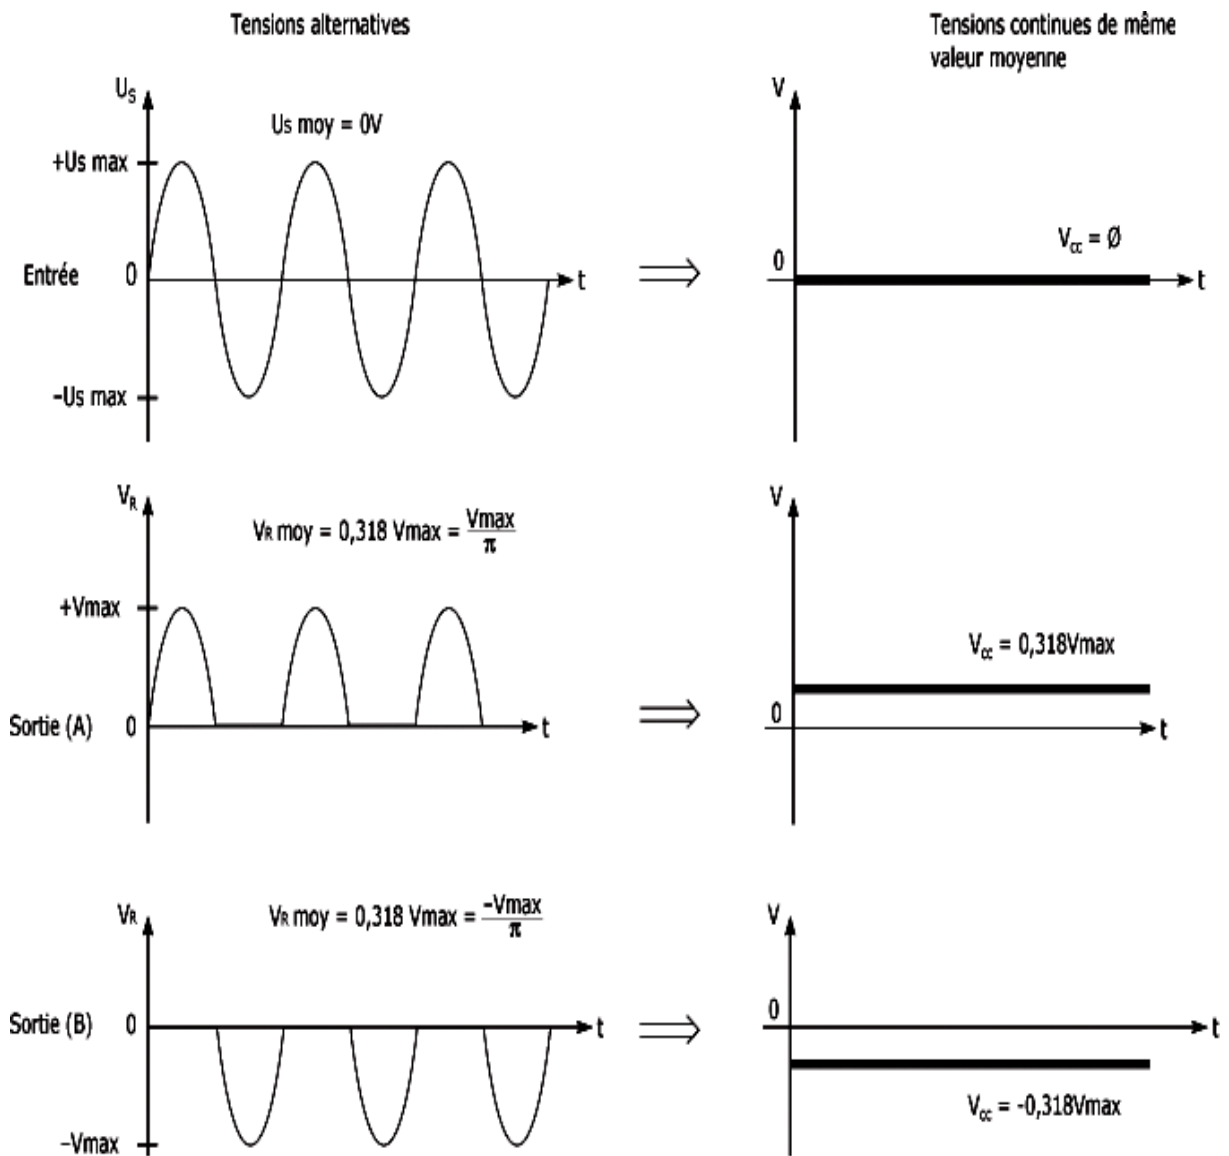 Tensions alternatives
Tensions continues de même
valeur moyenne
Us
Us moy = 0V
+Us max
Entrée
0
t
–Us max
V
Vcc = Ø
0
t
VR
VR moy = 0,318 Vmax = Vmax/π
+Vmax
Sortie (A)
0
t
V
Vcc = 0,318Vmax
0
t
VR
VR moy = 0,318 Vmax = –Vmax/π
Sortie (B)
0
t
–Vmax
V
0
t
Vcc = -0,318Vmax